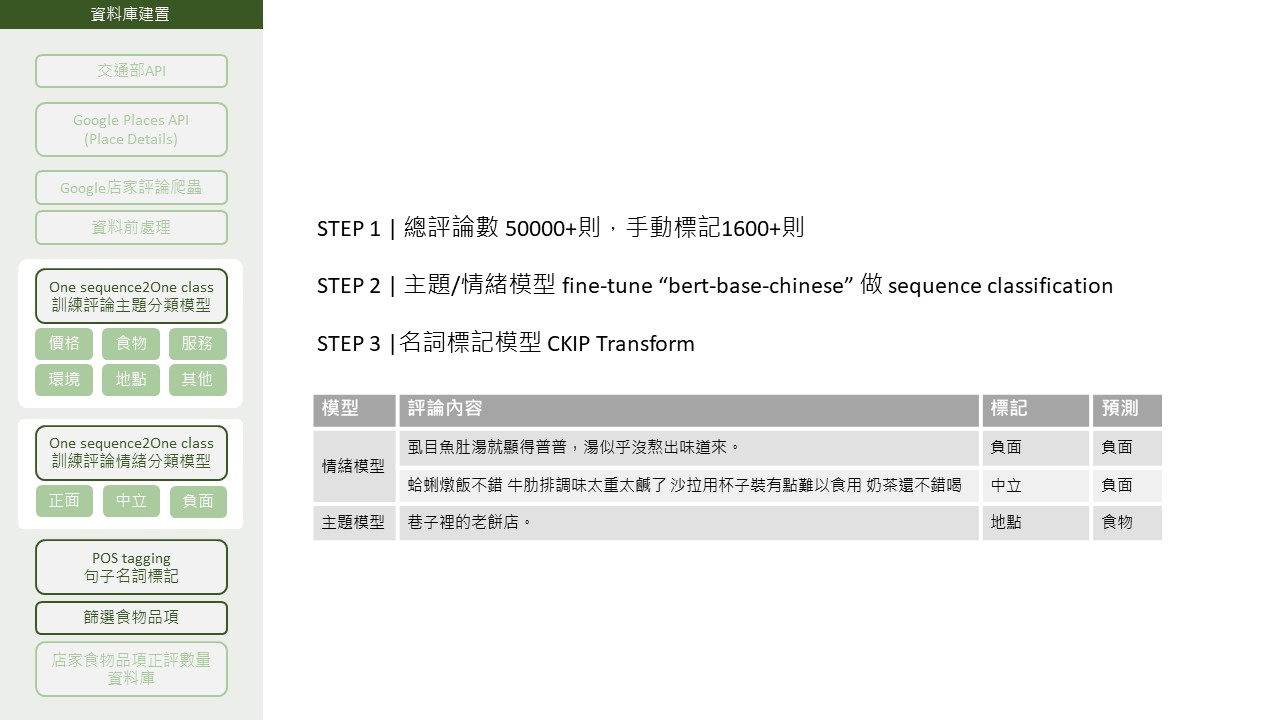 資料庫建置
交通部API
Google Places API
(Place Details)
Google店家評論爬蟲
資料前處理
One sequence2One class
訓練評論主題分類模型
價格 食物 服務
環境 地點 其他
One sequence2One class
訓練評論情緒分類模型
正面 中立 負面
POS tagging
句子名詞標記
篩選食物品項
店家食物品項正評數量
資料庫
STEP 1 | 總評論數 50000+則，手動標記1600+則
STEP 2 | 主題/情緒模型 fine-tune “bert-base-chinese” 做 sequence classification
STEP 3 |名詞標記模型 CKIP Transform
模型 評論內容 標記 預測
情緒模型 虱目魚肚湯就顯得普普，湯似乎沒熬出味道來。 負面 負面
蛤蜊燉飯不錯 牛肋排調味太重太鹹了 沙拉用杯子裝有點難以食用 奶茶還不錯喝 中立 負面
主題模型 巷子裡的老餅店。 地點 食物